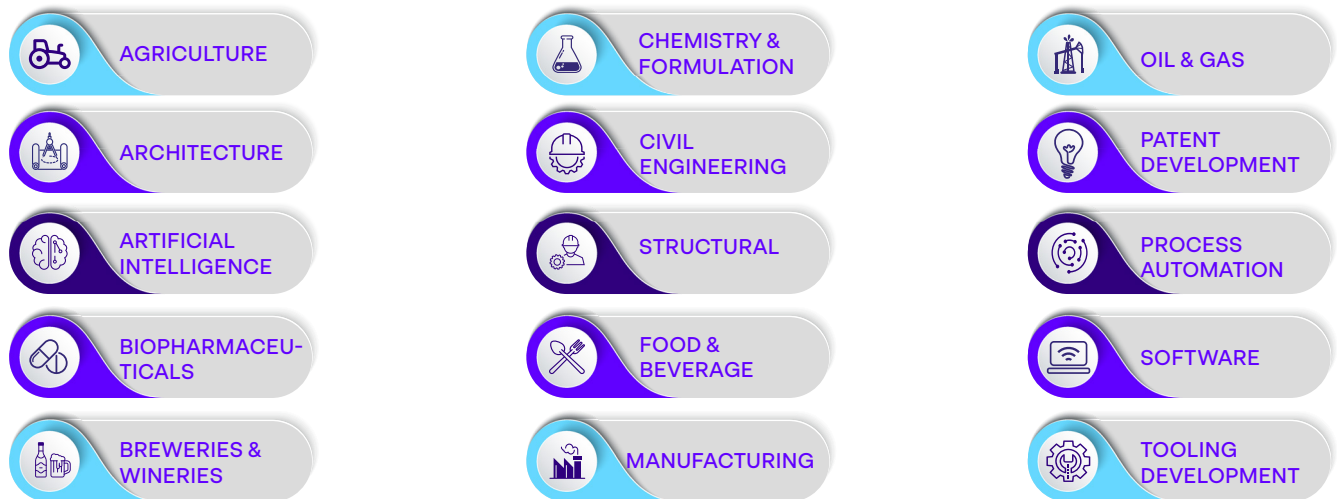 AGRICULTURE
ARCHITECTURE
ARTIFICIAL
INTELLIGENCE
BIOPHARMACEU-
TICALS
BREWERIES &
WINERIES
CHEMISTRY &
FORMULATION
CIVIL
ENGINEERING
STRUCTURAL
FOOD &
BEVERAGE
MANUFACTURING
OIL & GAS
PATENT
DEVELOPMENT
PROCESS
AUTOMATION
SOFTWARE
TOOLING
DEVELOPMENT